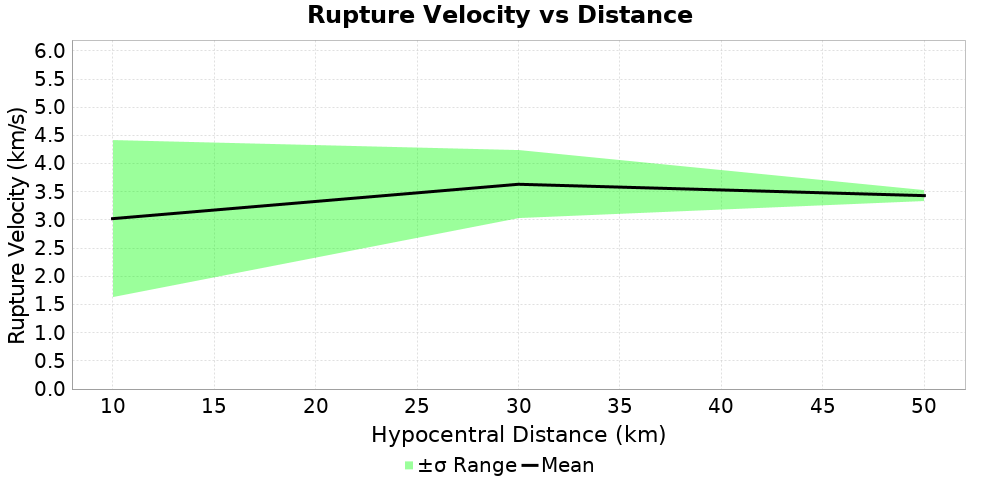 Rupture Velocity vs Distance
Rupture Velocity (km/s)
6.0
5.5
5.0
4.5
4.0
3.5
3.0
2.5
2.0
1.5
1.0
0.5
0.0
10 15 20 25 30 35 40 45 50
Hypocentral Distance (km)
±σ Range Mean